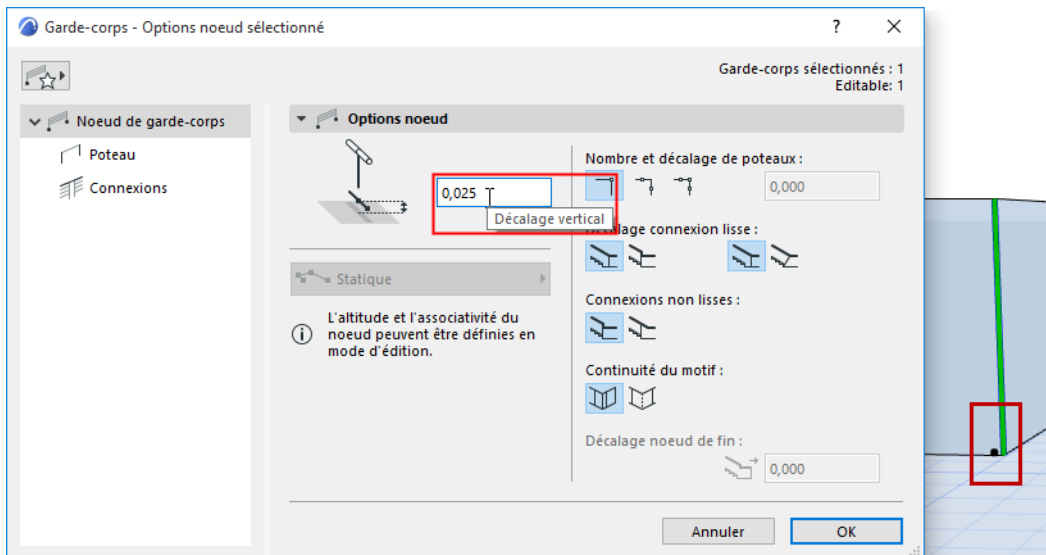 Garde-corps - Options noeud sélectionné
?
Garde-corps sélectionnés : 1
Editable: 1
Noeud de garde-corps
Poteau
Connexions
Options noeud
0,025
Décalage vertical
Statique
L'altitude et l'associativité du
noeud peuvent être définies en
mode d'édition.
Nombre et décalage de poteaux :
0,000
lage connexion lisse :
Connexions non lisses :
Continuité du motif :
Décalage noeud de fin :
0,000
Annuler
OK